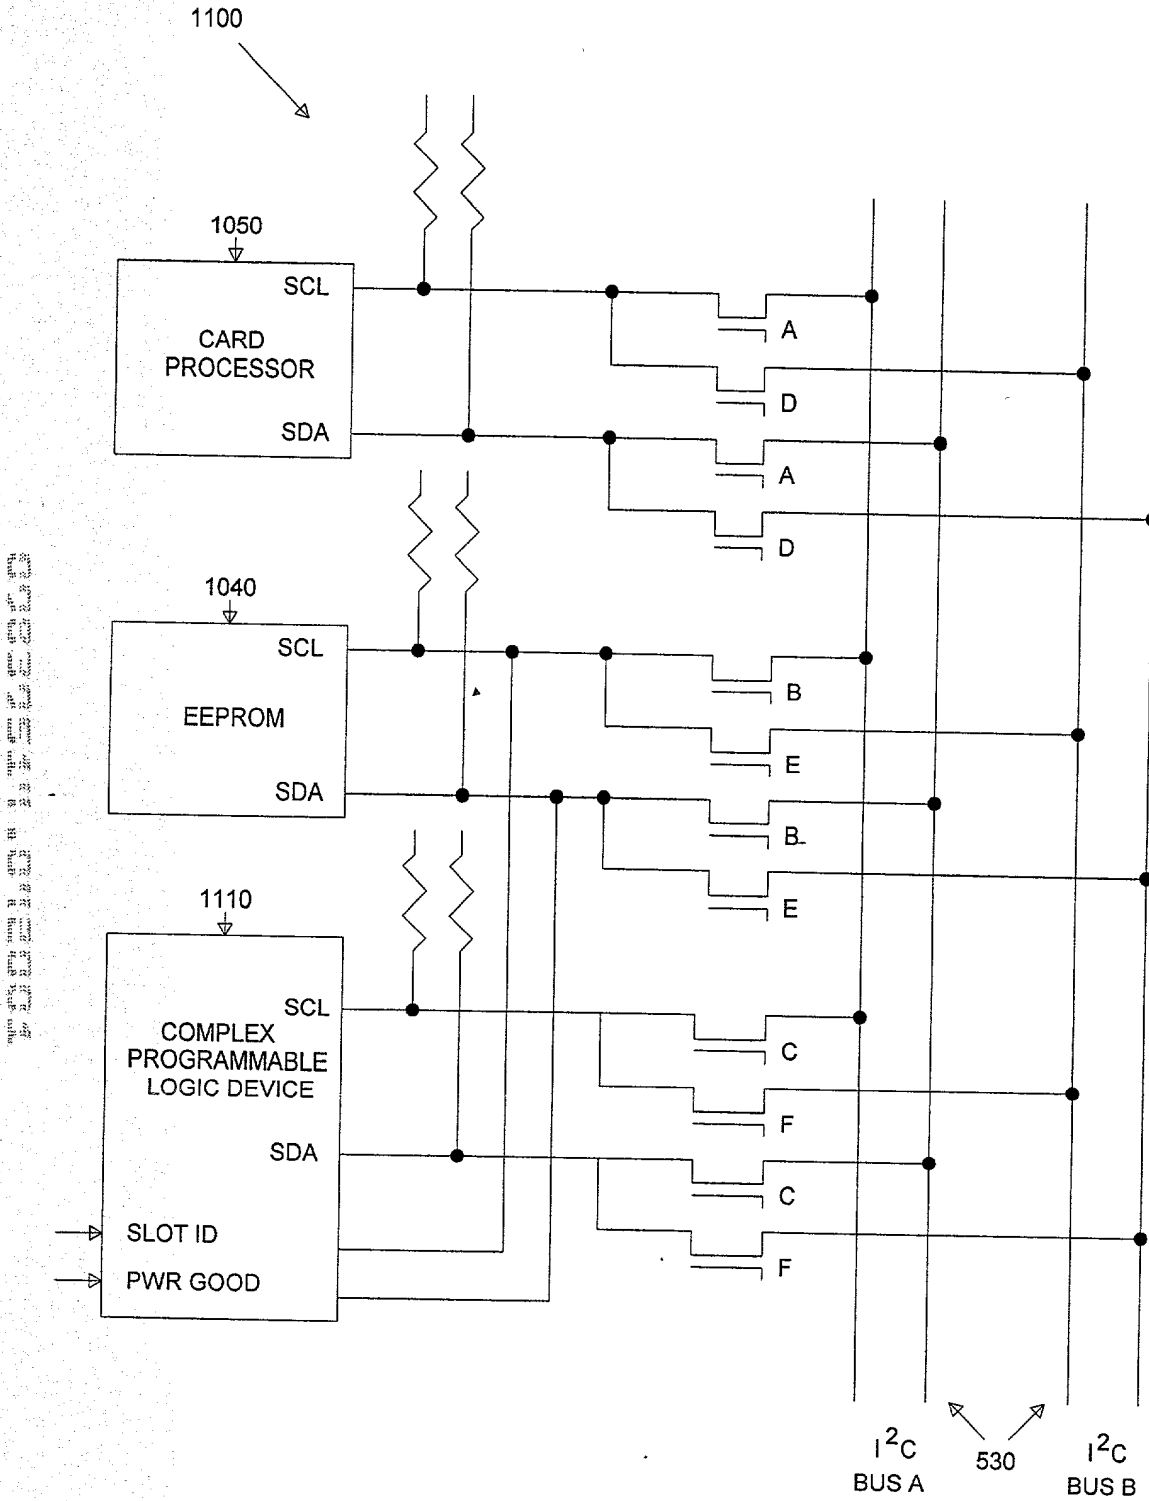 1100
1050
SCL
CARD
PROCESSOR
SDA
A
D
A
D
1040
SCL
EEPROM
SDA
B
E
B
E
1110
SCL
COMPLEX
PROGRAMMABLE
LOGIC DEVICE
SDA
SLOT ID
PWR GOOD
C
F
C
F
I²C
BUS A
530
I²C
BUS B